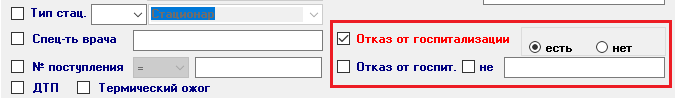 Тип стац. Стационар
Спец-ть врача
Отказ от госпитализации есть нет
№ поступления = Отказ от госпит. не
ДТП Термический ожог